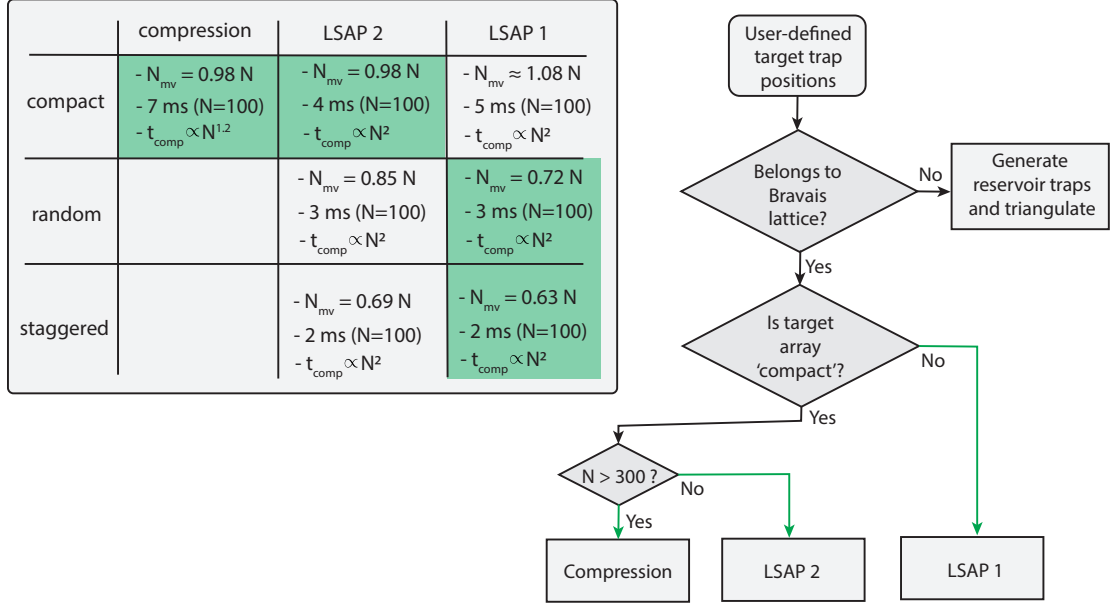 compression LSAP 2 LSAP 1
compact
- N_mv = 0.98 N
- 7 ms (N=100)
- t_comp ∝ N^1.2
- N_mv = 0.98 N
- 4 ms (N=100)
- t_comp ∝ N²
- N_mv ≈ 1.08 N
- 5 ms (N=100)
- t_comp ∝ N²
random
- N_mv = 0.85 N
- 3 ms (N=100)
- t_comp ∝ N²
- N_mv = 0.72 N
- 3 ms (N=100)
- t_comp ∝ N²
staggered
- N_mv = 0.69 N
- 2 ms (N=100)
- t_comp ∝ N²
- N_mv = 0.63 N
- 2 ms (N=100)
- t_comp ∝ N²
User-defined
target trap
positions
Belongs to
Bravais
lattice?
No
Generate
reservoir traps
and triangulate
Yes
Is target
array
'compact'?
No
Yes
N > 300 ?
No
Yes
Compression
LSAP 2
LSAP 1